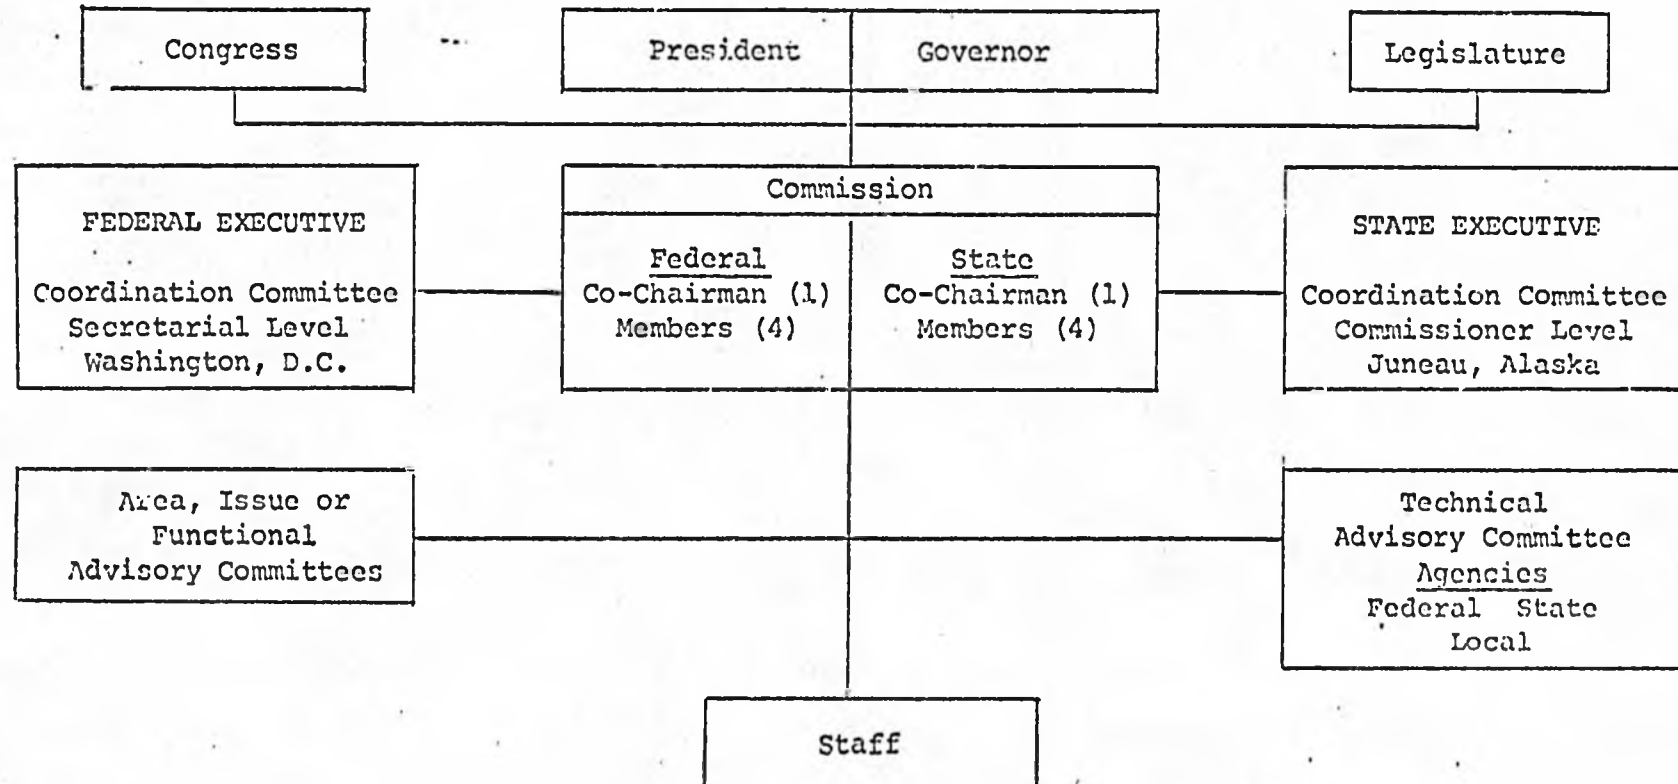 Congress
President Governor
Legislature
Commission
FEDERAL EXECUTIVE
Coordination Committee
Secretarial Level
Washington, D.C.
Federal
Co-Chairman (1)
Members (4)
State
Co-Chairman (1)
Members (4)
STATE EXECUTIVE
Coordination Committee
Commissioner Level
Juneau, Alaska
Area, Issue or
Functional
Advisory Committees
Technical
Advisory Committee
Agencies
Federal State
Local
Staff